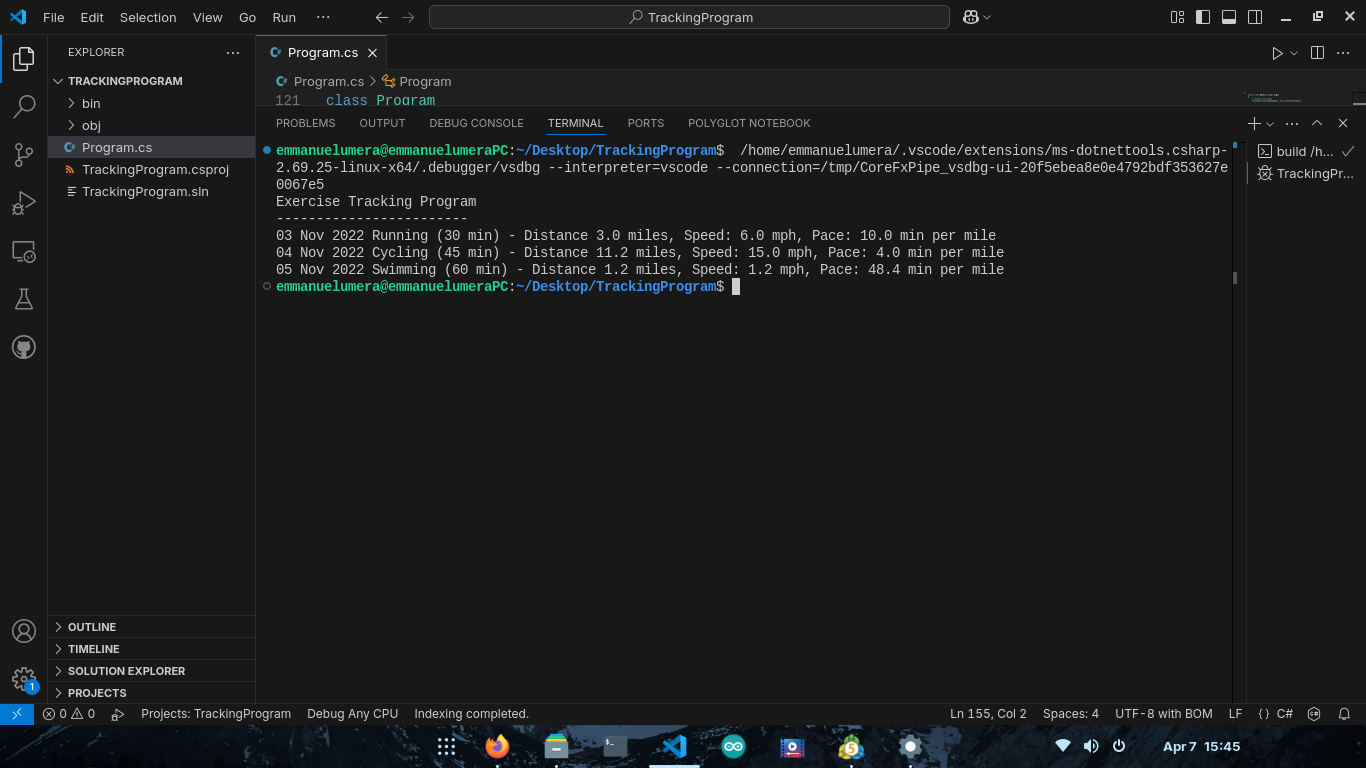 File Edit Selection View Go Run ··· TrackingProgram
EXPLORER
TRACKINGPROGRAM
bin
obj
Program.cs
TrackingProgram.csproj
TrackingProgram.sln
OUTLINE
TIMELINE
SOLUTION EXPLORER
PROJECTS
Program.cs
Program.cs > Program
121 class Program
PROBLEMS OUTPUT DEBUG CONSOLE TERMINAL PORTS POLYGLOT NOTEBOOK
emmanuelumera@emmanuelumeraPC:~/Desktop/TrackingProgram$ /home/emmanuelumera/.vscode/extensions/ms-dotnettools.csharp-
2.69.25-linux-x64/.debugger/vsdbg --interpreter=vscode --connection=/tmp/CoreFxPipe_vsdbg-ui-20f5ebea8e0e4792bdf353627e
0067e5
Exercise Tracking Program
------------------------
03 Nov 2022 Running (30 min) - Distance 3.0 miles, Speed: 6.0 mph, Pace: 10.0 min per mile
04 Nov 2022 Cycling (45 min) - Distance 11.2 miles, Speed: 15.0 mph, Pace: 4.0 min per mile
05 Nov 2022 Swimming (60 min) - Distance 1.2 miles, Speed: 1.2 mph, Pace: 48.4 min per mile
emmanuelumera@emmanuelumeraPC:~/Desktop/TrackingProgram$
build /h...
TrackingPr...
1
0 0 Projects: TrackingProgram Debug Any CPU Indexing completed. Ln 155, Col 2 Spaces: 4 UTF-8 with BOM LF {} C#
5
Apr 7 15:45